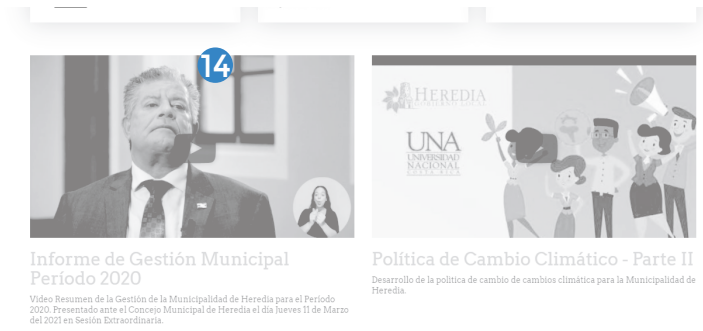 14
HEREDIA
GOBIERNO LOCAL
UNA
UNIVERSIDAD
NACIONAL
COSTA RICA
Informe de Gestión Municipal
Período 2020
Video Resumen de la Gestión de la Municipalidad de Heredia para el Período
2020. Presentado ante el Concejo Municipal de Heredia el día Jueves 11 de Marzo
del 2021 en Sesión Extraordinaria.
Política de Cambio Climático - Parte II
Desarrollo de la política de cambio de cambios climática para la Municipalidad de
Heredia.